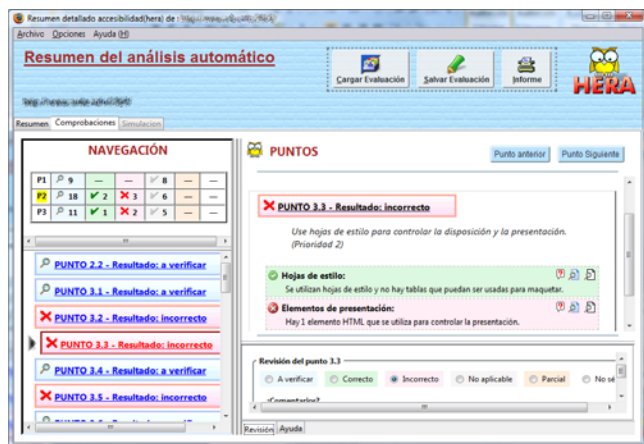 Resumen detallado accesibilidad(hera) de :
Archivo Opciones Ayuda (H)
Resumen del análisis automático
Cargar Evaluación
Salvar Evaluación
Informe
HERA
Resumen Comprobaciones Simulacion
NAVEGACIÓN
P1 9 — — 8 — —
P2 18 2 3 6 — —
P3 11 1 2 5 — —
PUNTO 2.2 - Resultado: a verificar
PUNTO 3.1 - Resultado: a verificar
PUNTO 3.2 - Resultado: incorrecto
PUNTO 3.3 - Resultado: incorrecto
PUNTO 3.4 - Resultado: a verificar
PUNTO 3.5 - Resultado: incorrecto
PUNTOS
Punto anterior
Punto Siguiente
PUNTO 3.3 - Resultado: incorrecto
Use hojas de estilo para controlar la disposición y la presentación.
(Prioridad 2)
Hojas de estilo:
Se utilizan hojas de estilo y no hay tablas que puedan ser usadas para maquetar.
Elementos de presentación:
Hay 1 elemento HTML que se utiliza para controlar la presentación.
Revisión del punto 3.3
A verificar Correcto Incorrecto No aplicable Parcial No sé
¿Comentarios?
Revisión Ayuda